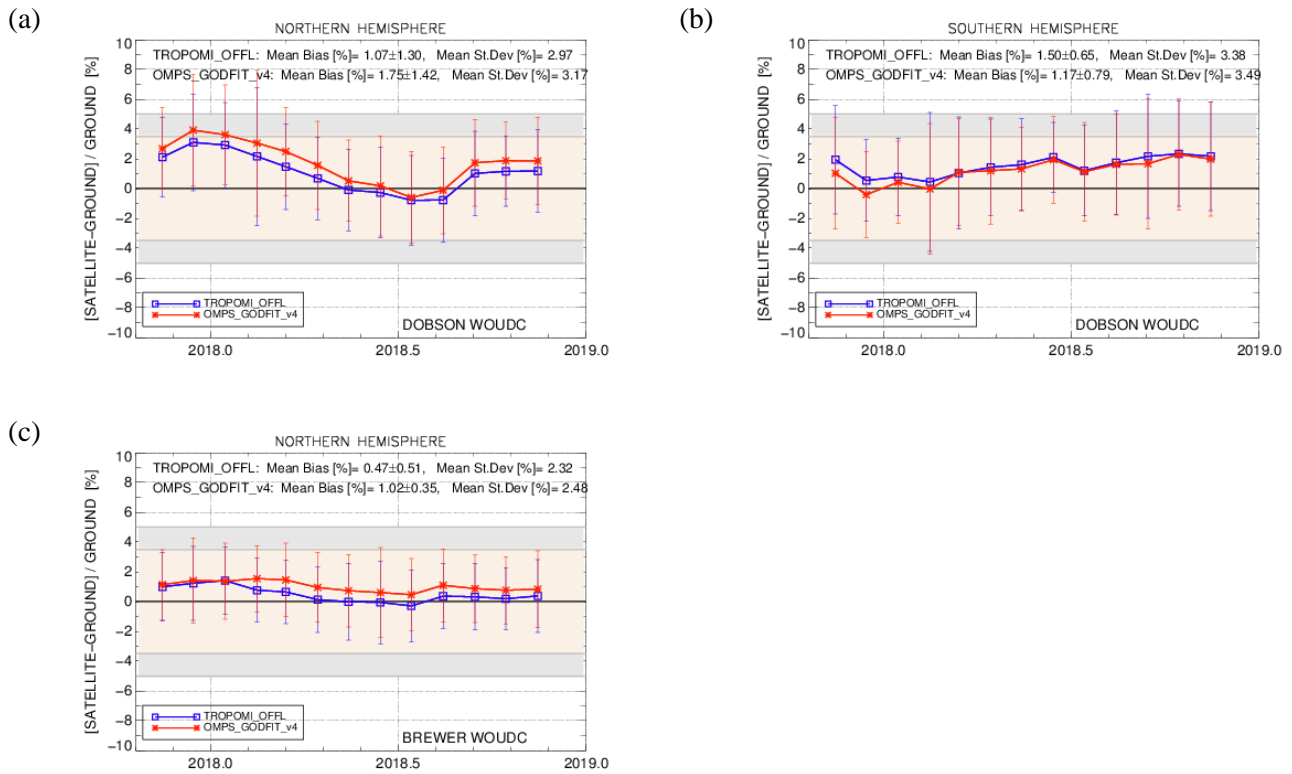 (a)
NORTHERN HEMISPHERE
TROPOMI_OFFL: Mean Bias [%]= 1.07±1.30, Mean St.Dev [%]= 2.97
OMPS_GODFIT_v4: Mean Bias [%]= 1.75±1.42, Mean St.Dev [%]= 3.17
[SATELLITE-GROUND] / GROUND [%]
10
8
6
4
2
0
-2
-4
-6
-8
-10
TROPOMI_OFFL
OMPS_GODFIT_v4
DOBSON WOUDC
2018.0
2018.5
2019.0
(b)
SOUTHERN HEMISPHERE
TROPOMI_OFFL: Mean Bias [%]= 1.50±0.65, Mean St.Dev [%]= 3.38
OMPS_GODFIT_v4: Mean Bias [%]= 1.17±0.79, Mean St.Dev [%]= 3.49
[SATELLITE-GROUND] / GROUND [%]
10
8
6
4
2
0
-2
-4
-6
-8
-10
TROPOMI_OFFL
OMPS_GODFIT_v4
DOBSON WOUDC
2018.0
2018.5
2019.0
(c)
NORTHERN HEMISPHERE
TROPOMI_OFFL: Mean Bias [%]= 0.47±0.51, Mean St.Dev [%]= 2.32
OMPS_GODFIT_v4: Mean Bias [%]= 1.02±0.35, Mean St.Dev [%]= 2.48
[SATELLITE-GROUND] / GROUND [%]
10
8
6
4
2
0
-2
-4
-6
-8
-10
TROPOMI_OFFL
OMPS_GODFIT_v4
BREWER WOUDC
2018.0
2018.5
2019.0